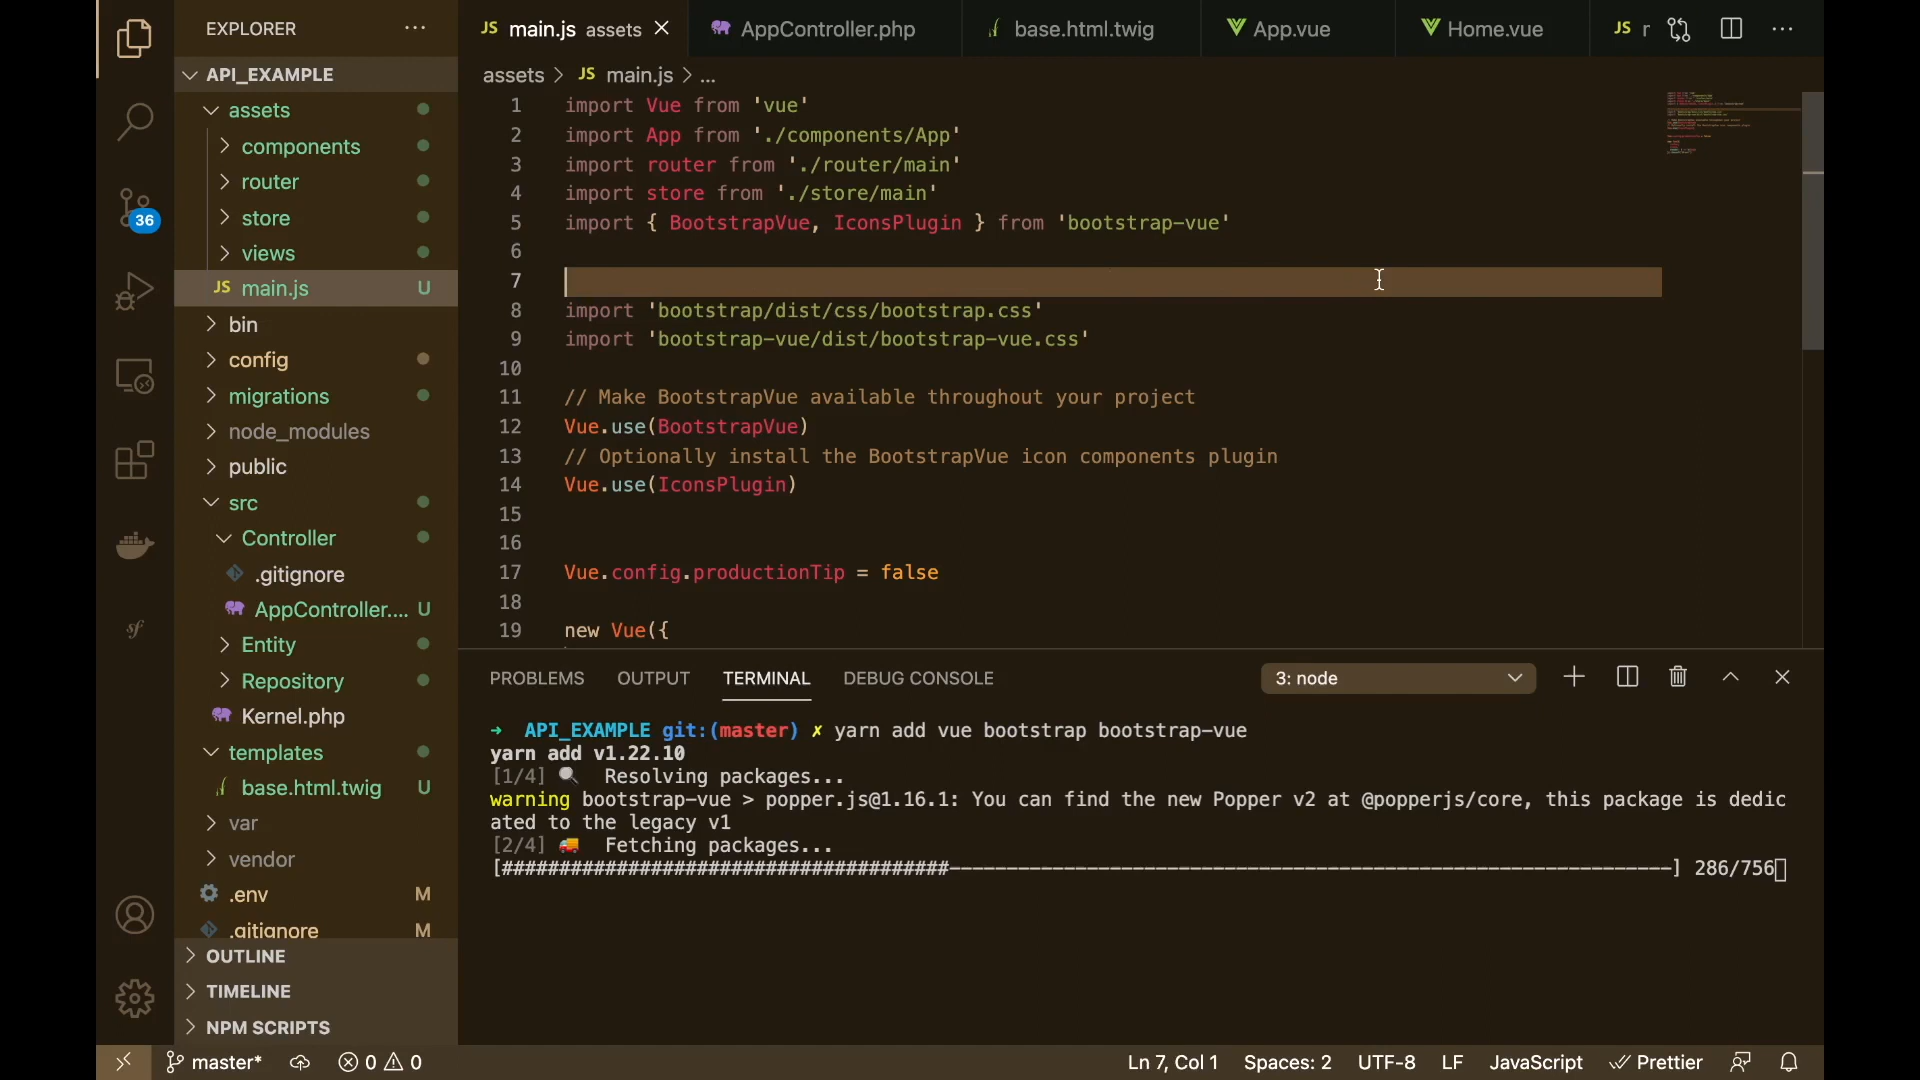 EXPLORER
API_EXAMPLE
assets
components
router
store
views
JS main.js U
bin
config
migrations
node_modules
public
src
Controller
.gitignore
AppController.... U
Entity
Repository
Kernel.php
templates
base.html.twig U
var
vendor
.env M
.gitignore M
OUTLINE
TIMELINE
NPM SCRIPTS
36
JS main.js assets
AppController.php
base.html.twig
App.vue
Home.vue
JS r
assets > JS main.js > ...
1 import Vue from 'vue'
2 import App from './components/App'
3 import router from './router/main'
4 import store from './store/main'
5 import { BootstrapVue, IconsPlugin } from 'bootstrap-vue'
6
7
8 import 'bootstrap/dist/css/bootstrap.css'
9 import 'bootstrap-vue/dist/bootstrap-vue.css'
10
11 // Make BootstrapVue available throughout your project
12 Vue.use(BootstrapVue)
13 // Optionally install the BootstrapVue icon components plugin
14 Vue.use(IconsPlugin)
15
16
17 Vue.config.productionTip = false
18
19 new Vue({
PROBLEMS OUTPUT TERMINAL DEBUG CONSOLE
3: node
➜ API_EXAMPLE git:(master) ✗ yarn add vue bootstrap bootstrap-vue
yarn add v1.22.10
[1/4] 🔍 Resolving packages...
warning bootstrap-vue > popper.js@1.16.1: You can find the new Popper v2 at @popperjs/core, this package is dedic
ated to the legacy v1
[2/4] 🚚 Fetching packages...
[#######################################---------------------------------------------------------------] 286/756
master* 0 0
Ln 7, Col 1 Spaces: 2 UTF-8 LF JavaScript Prettier